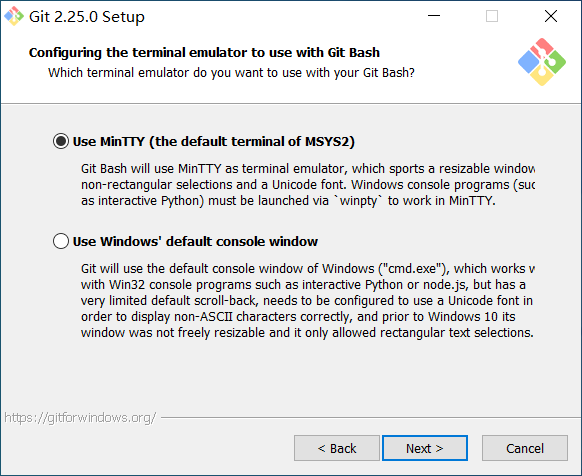 Git 2.25.0 Setup
Configuring the terminal emulator to use with Git Bash
Which terminal emulator do you want to use with your Git Bash?
Use MinTTY (the default terminal of MSYS2)
Git Bash will use MinTTY as terminal emulator, which sports a resizable window
non-rectangular selections and a Unicode font. Windows console programs (suc
as interactive Python) must be launched via `winpty` to work in MinTTY.
Use Windows' default console window
Git will use the default console window of Windows ("cmd.exe"), which works w
with Win32 console programs such as interactive Python or node.js, but has a
very limited default scroll-back, needs to be configured to use a Unicode font in
order to display non-ASCII characters correctly, and prior to Windows 10 its
window was not freely resizable and it only allowed rectangular text selections.
https://gitforwindows.org/
< Back
Next >
Cancel